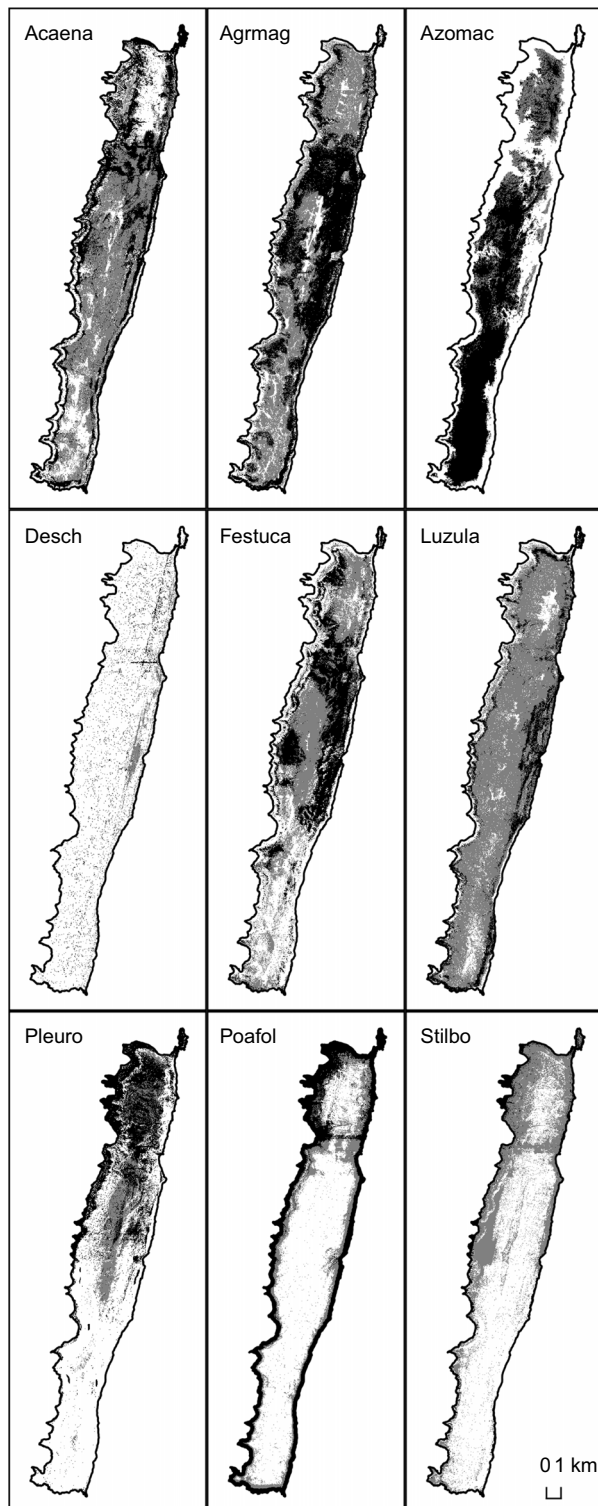 Acaena
Agrmag
Azomac
Desch
Festuca
Luzula
Pleuro
Poafol
Stilbo
0 1 km